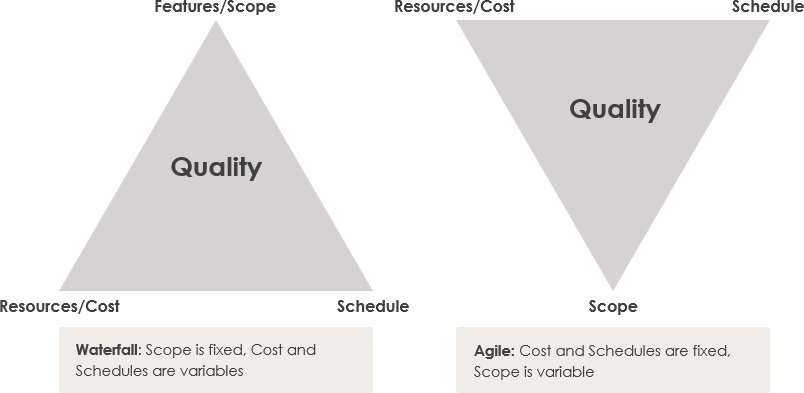 Features/Scope
Quality
Resources/Cost
Schedule
Waterfall: Scope is fixed, Cost and
Schedules are variables
Resources/Cost
Schedule
Quality
Scope
Agile: Cost and Schedules are fixed,
Scope is variable